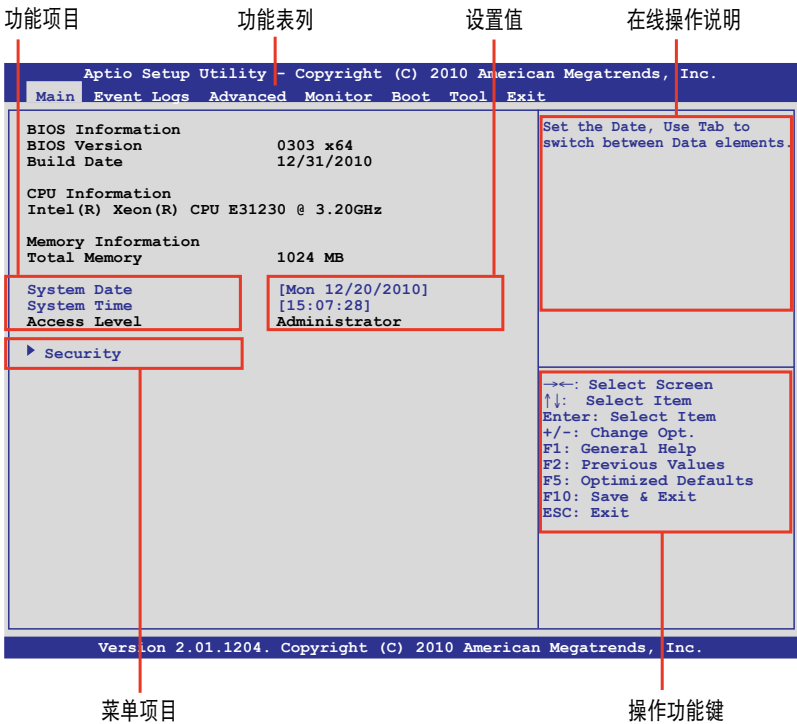 功能项目 功能表列 设置值 在线操作说明
Aptio Setup Utility - Copyright (C) 2010 American Megatrends, Inc.
Main Event Logs Advanced Monitor Boot Tool Exit
BIOS Information
BIOS Version 0303 x64
Build Date 12/31/2010
CPU Information
Intel(R) Xeon(R) CPU E31230 @ 3.20GHz
Memory Information
Total Memory 1024 MB
System Date [Mon 12/20/2010]
System Time [15:07:28]
Access Level Administrator
Security
Set the Date, Use Tab to
switch between Data elements.
→←: Select Screen
↑↓: Select Item
Enter: Select Item
+/-: Change Opt.
F1: General Help
F2: Previous Values
F5: Optimized Defaults
F10: Save & Exit
ESC: Exit
Version 2.01.1204. Copyright (C) 2010 American Megatrends, Inc.
菜单项目 操作功能键